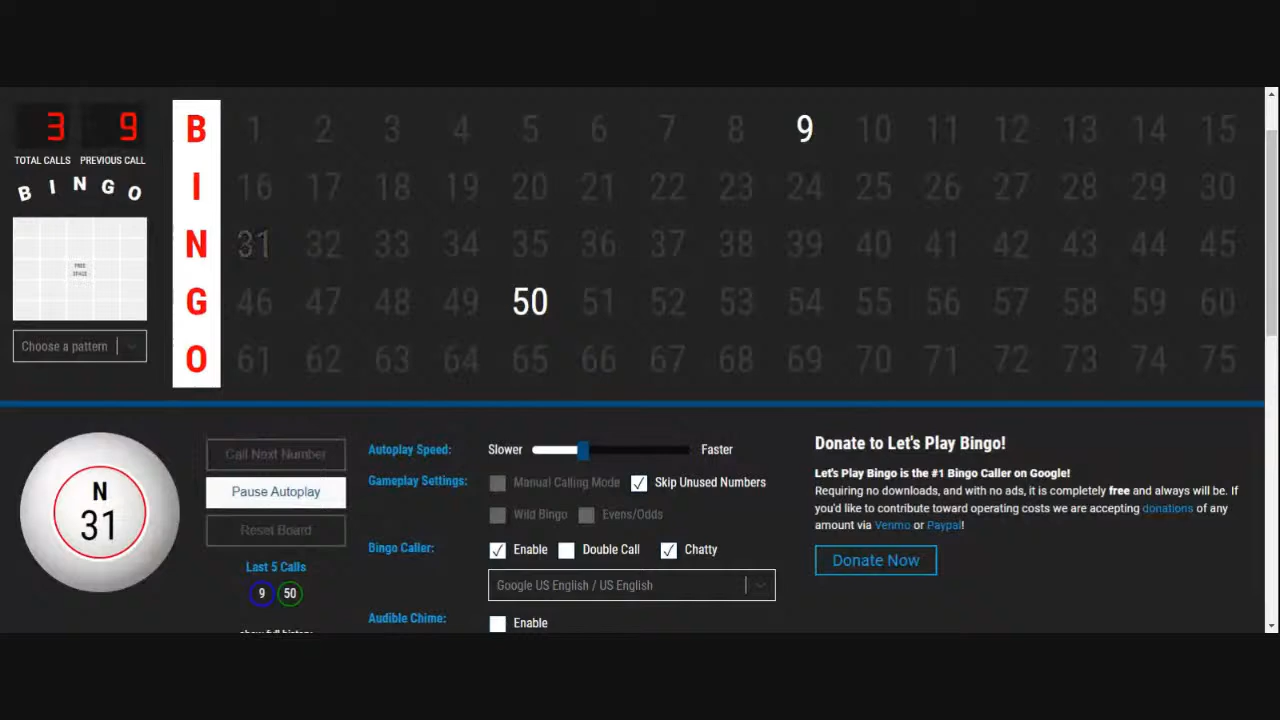 3 9
TOTAL CALLS PREVIOUS CALL
B I N G O
FREE
SPACE
Choose a pattern
B 1 2 3 4 5 6 7 8 9 10 11 12 13 14 15
I 16 17 18 19 20 21 22 23 24 25 26 27 28 29 30
N 31 32 33 34 35 36 37 38 39 40 41 42 43 44 45
G 46 47 48 49 50 51 52 53 54 55 56 57 58 59 60
O 61 62 63 64 65 66 67 68 69 70 71 72 73 74 75
N
31
Call Next Number
Pause Autoplay
Reset Board
Last 5 Calls
9 50
show full history
Autoplay Speed: Slower Faster
Gameplay Settings: Manual Calling Mode Skip Unused Numbers
Wild Bingo Evens/Odds
Bingo Caller: Enable Double Call Chatty
Google US English / US English
Audible Chime: Enable
Donate to Let's Play Bingo!
Let's Play Bingo is the #1 Bingo Caller on Google!
Requiring no downloads, and with no ads, it is completely free and always will be. If
you'd like to contribute toward operating costs we are accepting donations of any
amount via Venmo or Paypal!
Donate Now